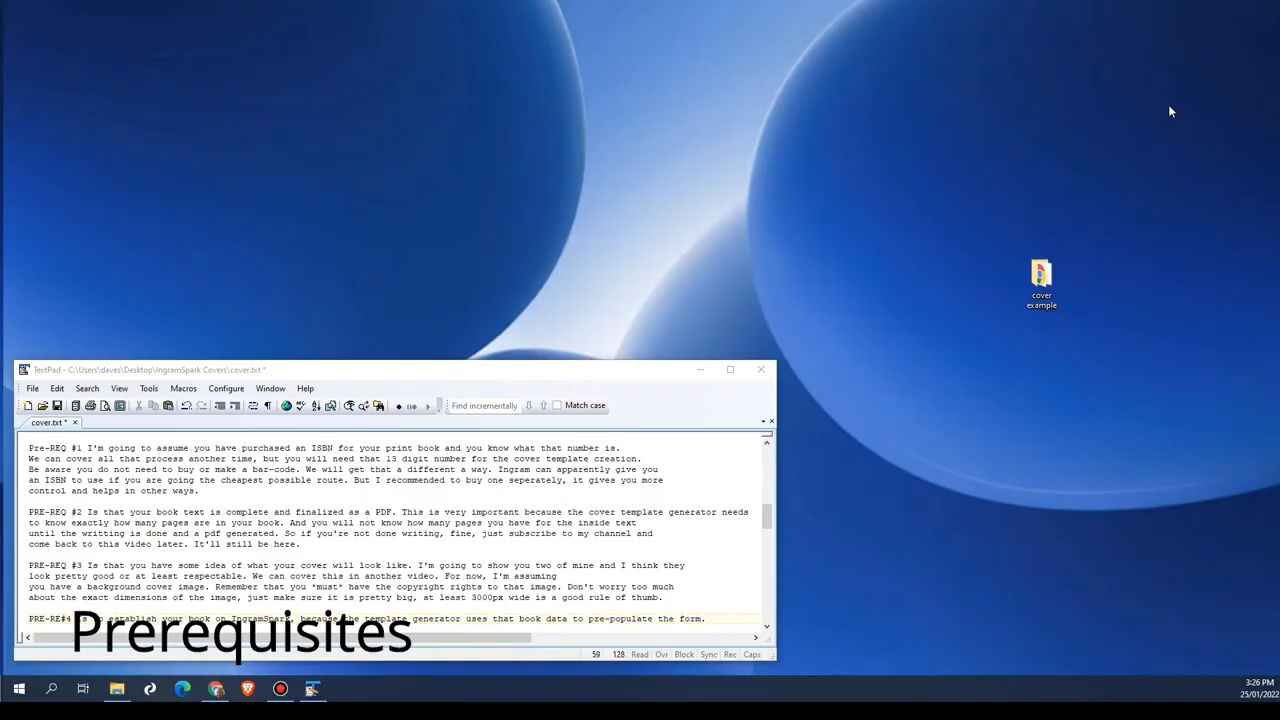 cover
example
TextPad - C:\Users\daves\Desktop\IngramSpark Covers\cover.txt *
File Edit Search View Tools Macros Configure Window Help
Find incrementally Match case
cover.txt *
Pre-REQ #1 I'm going to assume you have purchased an ISBN for your print book and you know what that number is.
We can cover all that process another time, but you will need that 13 digit number for the cover template creation.
Be aware you do not need to buy or make a bar-code. We will get that a different a way. Ingram can apparently give you
an ISBN to use if you are going the cheapest possible route. But I recommended to buy one seperately, it gives you more
control and helps in other ways.
PRE-REQ #2 Is that your book text is complete and finalized as a PDF. This is very important because the cover template generator needs
to know exactly how many pages are in your book. And you will not know how many pages you have for the inside text
until the writting is done and a pdf generated. So if you're not done writing, fine, just subscribe to my channel and
come back to this video later. It'll still be here.
PRE-REQ #3 Is that you have some idea of what your cover will look like. I'm going to show you two of mine and I think they
look pretty good or at least respectable. We can cover this in another video. For now, I'm assuming
you have a background cover image. Remember that you *must* have the copyright rights to that image. Don't worry too much
about the exact dimensions of the image, just make sure it is pretty big, at least 3000px wide is a good rule of thumb.
PRE-RE#4 Is to establish your book on IngramSpark, because the template generator uses that book data to pre-populate the form.
Prerequisites
59 128 Read Ovr Block Sync Rec Caps
3:26 PM
25/01/2022